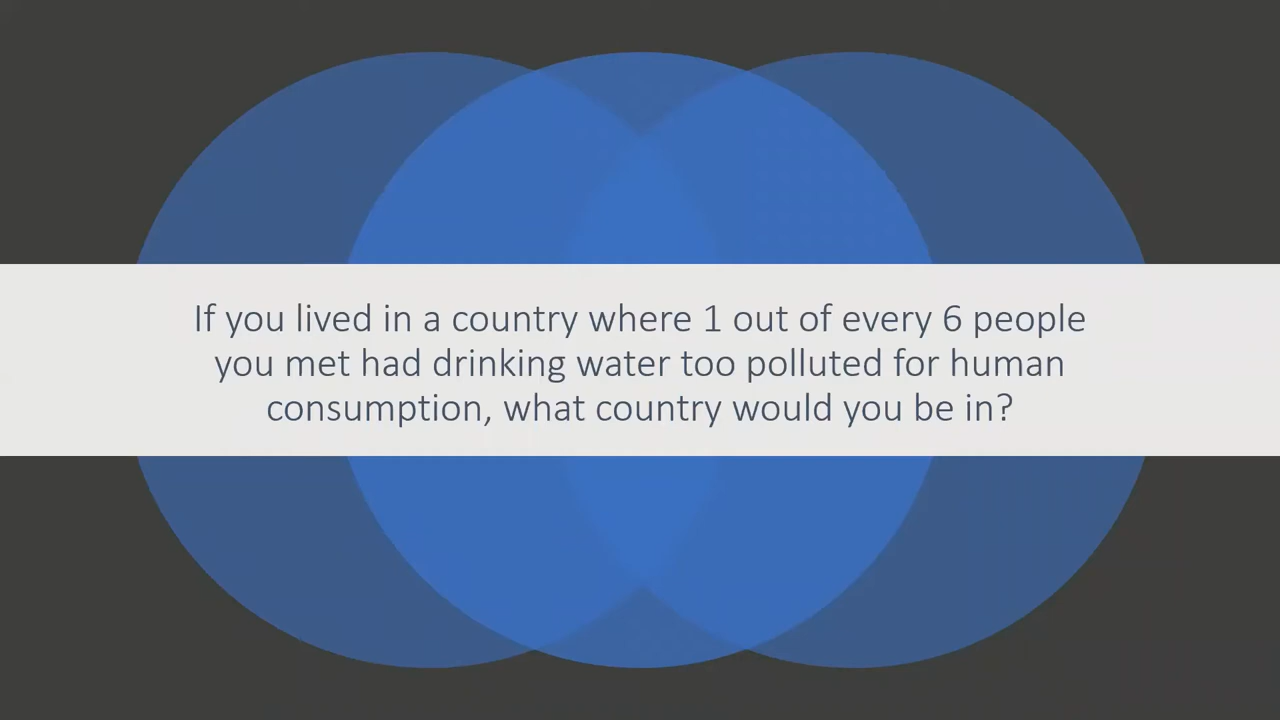 If you lived in a country where 1 out of every 6 people
you met had drinking water too polluted for human
consumption, what country would you be in?